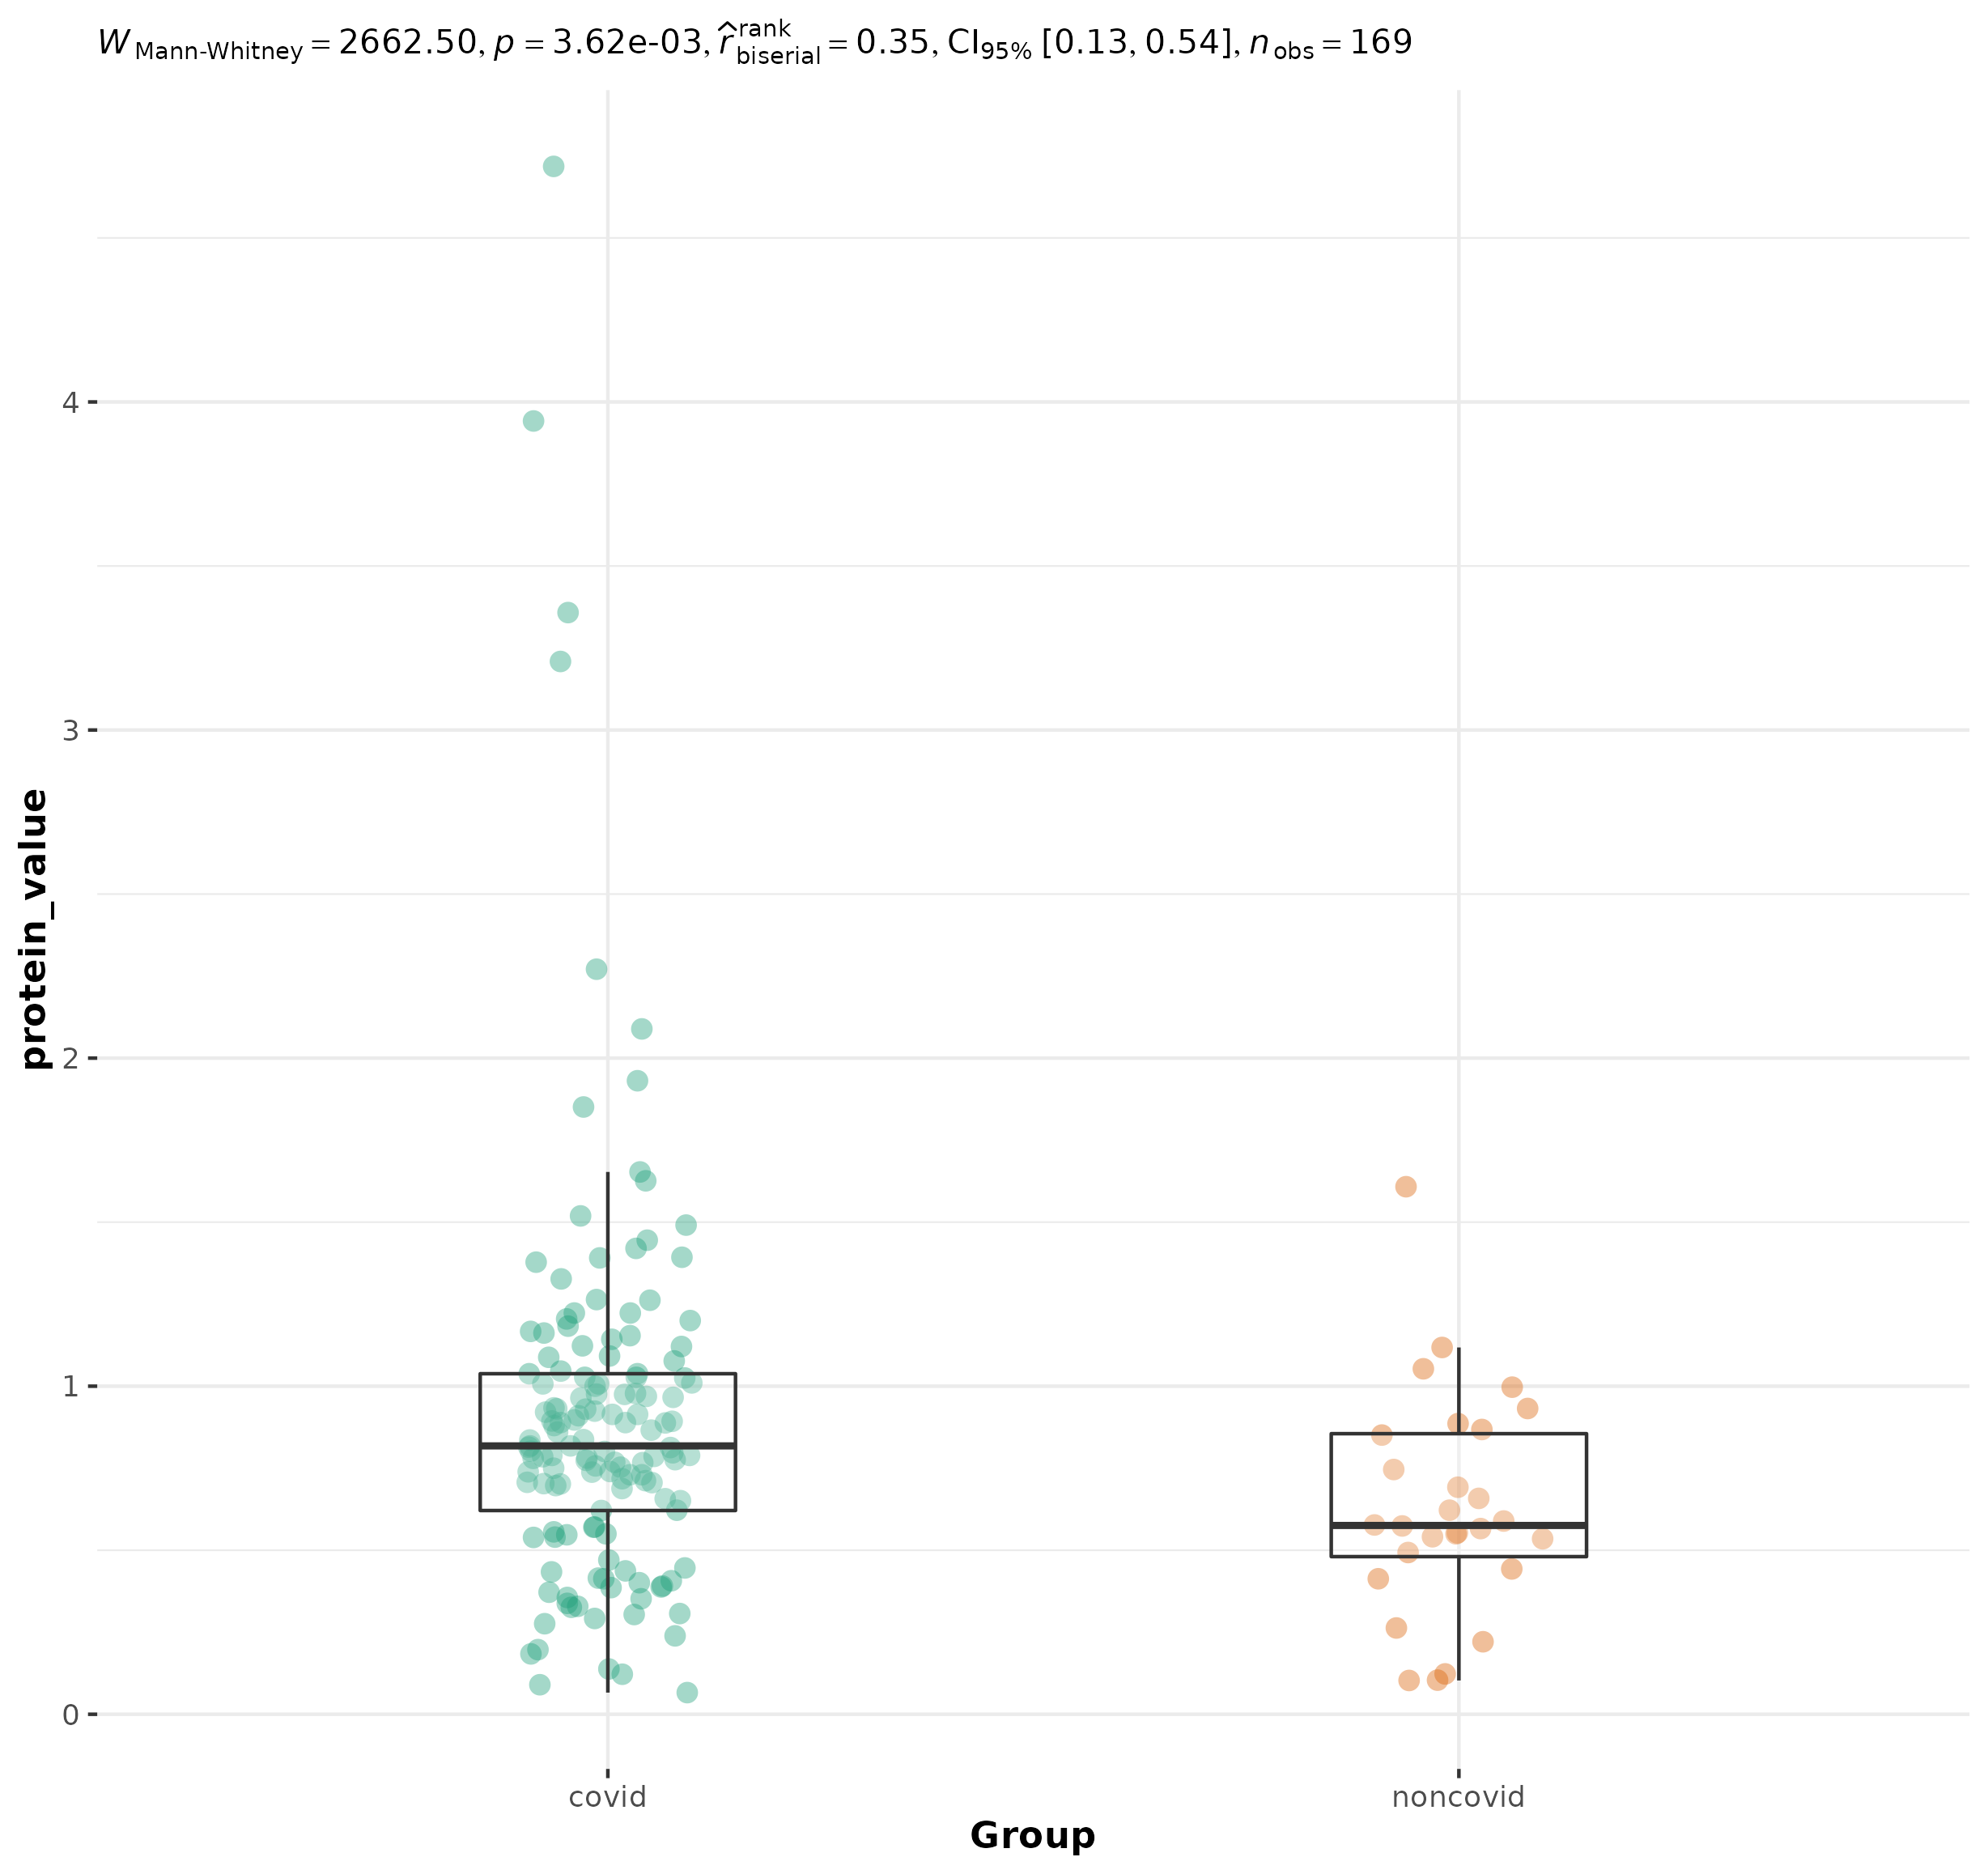 W Mann-Whitney = 2662.50, p = 3.62e-03, r̂ rank biserial = 0.35, CI95% [0.13, 0.54], nobs = 169
protein_value
4
3
2
1
0
covid noncovid
Group